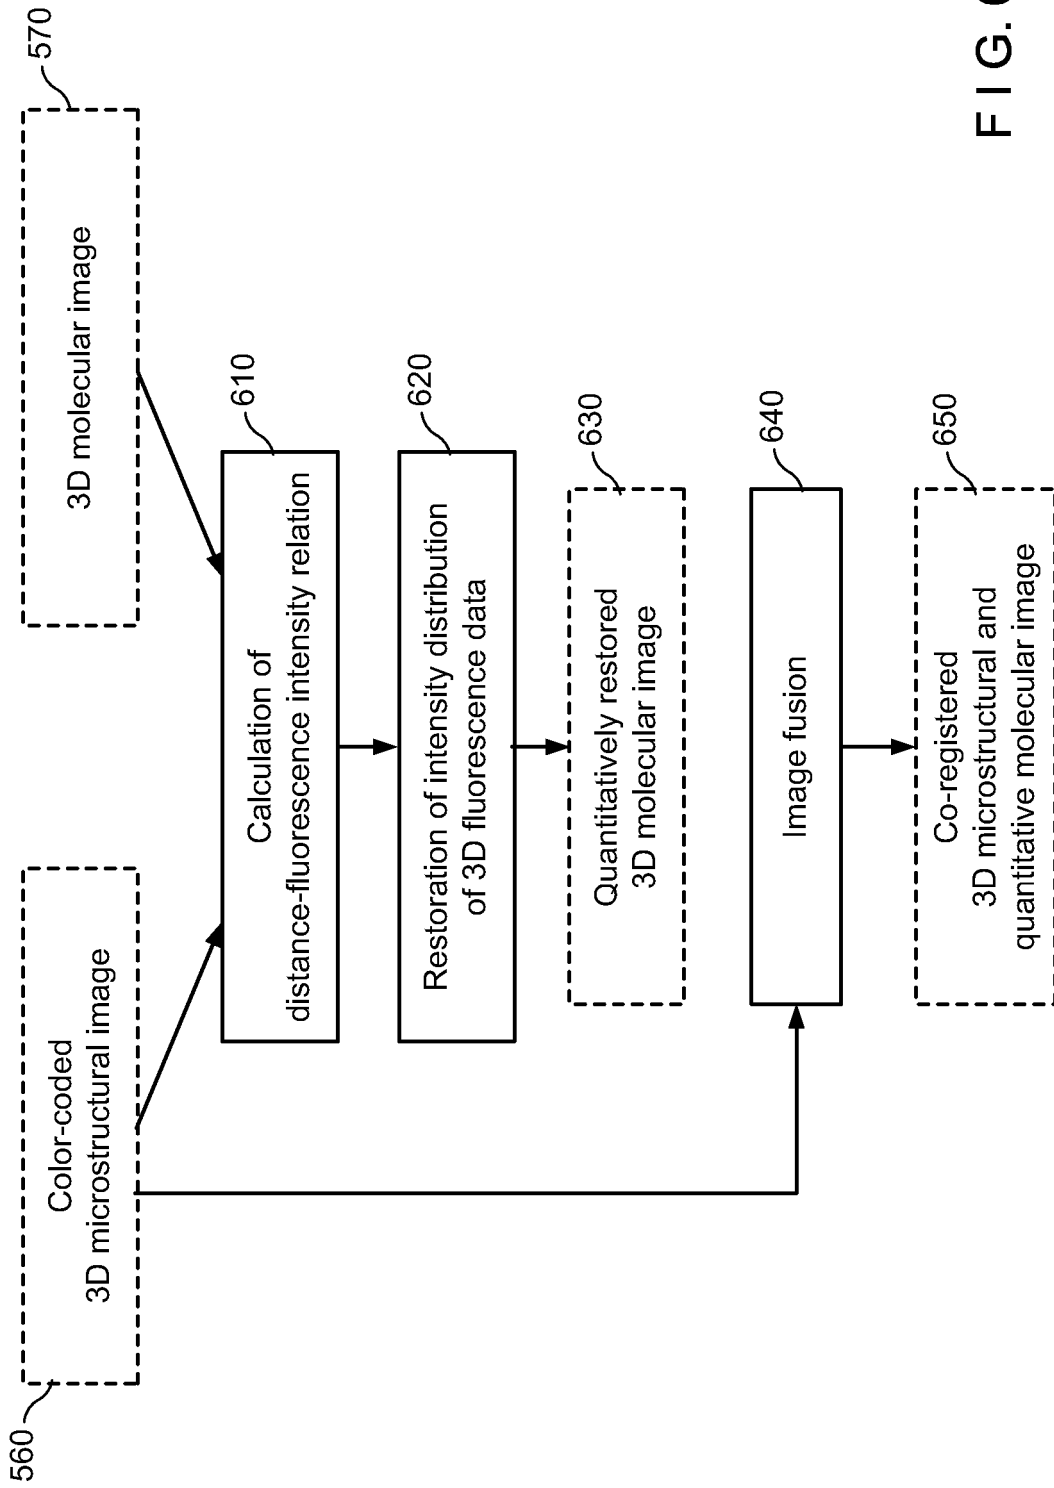 560
Color-coded
3D microstructural image
570
3D molecular image
610
Calculation of
distance-fluorescence intensity relation
620
Restoration of intensity distribution
of 3D fluorescence data
630
Quantitatively restored
3D molecular image
640
Image fusion
650
Co-registered
3D microstructural and
quantitative molecular image
F I G.